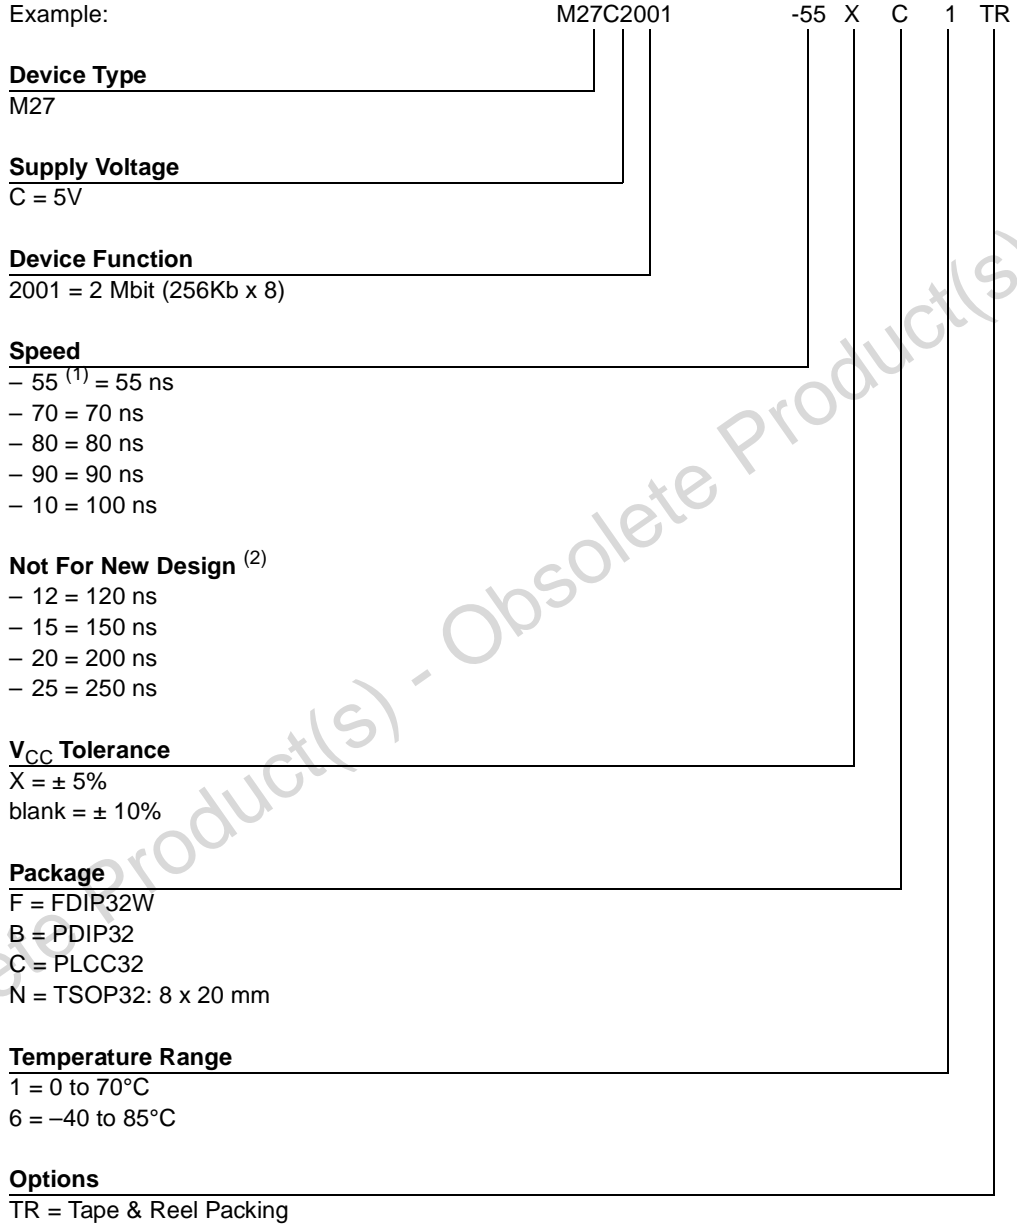 Example: M27C2001 -55 X C 1 TR
Device Type
M27
Supply Voltage
C = 5V
Device Function
2001 = 2 Mbit (256Kb x 8)
Speed
– 55 (1) = 55 ns
– 70 = 70 ns
– 80 = 80 ns
– 90 = 90 ns
– 10 = 100 ns
Not For New Design (2)
– 12 = 120 ns
– 15 = 150 ns
– 20 = 200 ns
– 25 = 250 ns
VCC Tolerance
X = ± 5%
blank = ± 10%
Package
F = FDIP32W
B = PDIP32
C = PLCC32
N = TSOP32: 8 x 20 mm
Temperature Range
1 = 0 to 70°C
6 = –40 to 85°C
Options
TR = Tape & Reel Packing
ete Product(s) - Obsolete Product(s